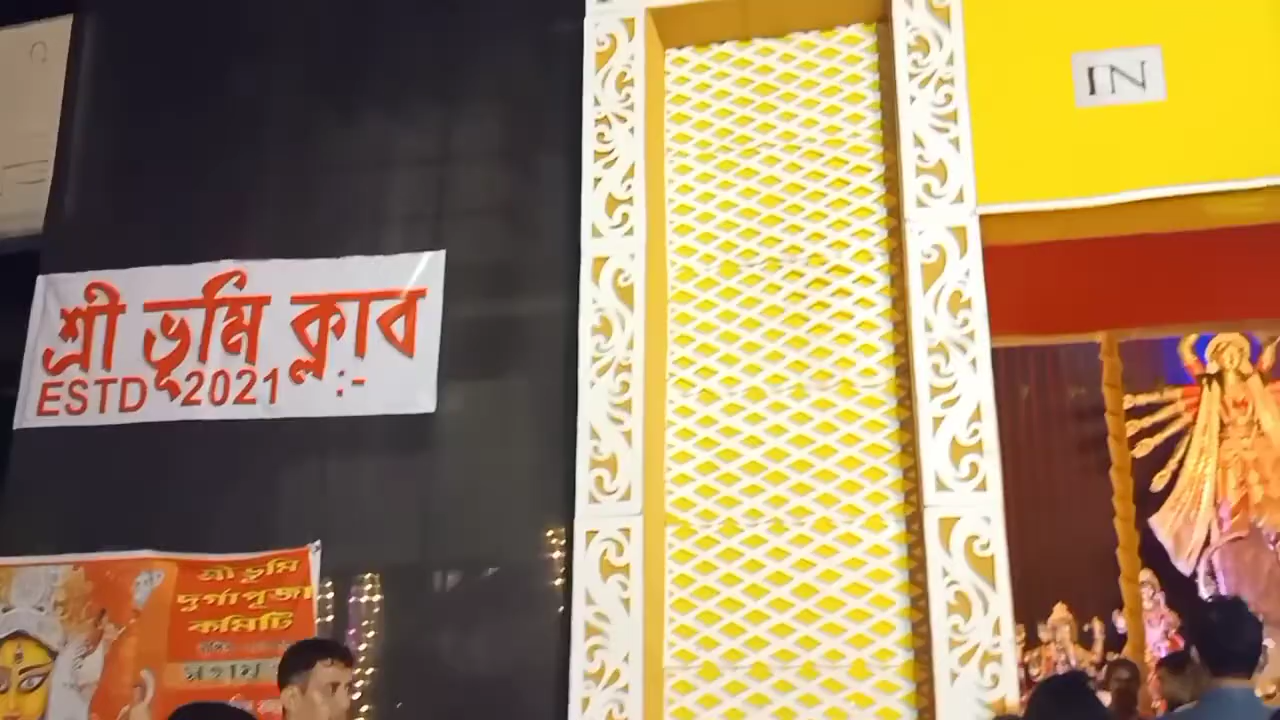 শ্রী ভূমি ক্লাব
ESTD 2021 :-
IN
শ্রী ভূমি
দুর্গাপূজা
কমিটি